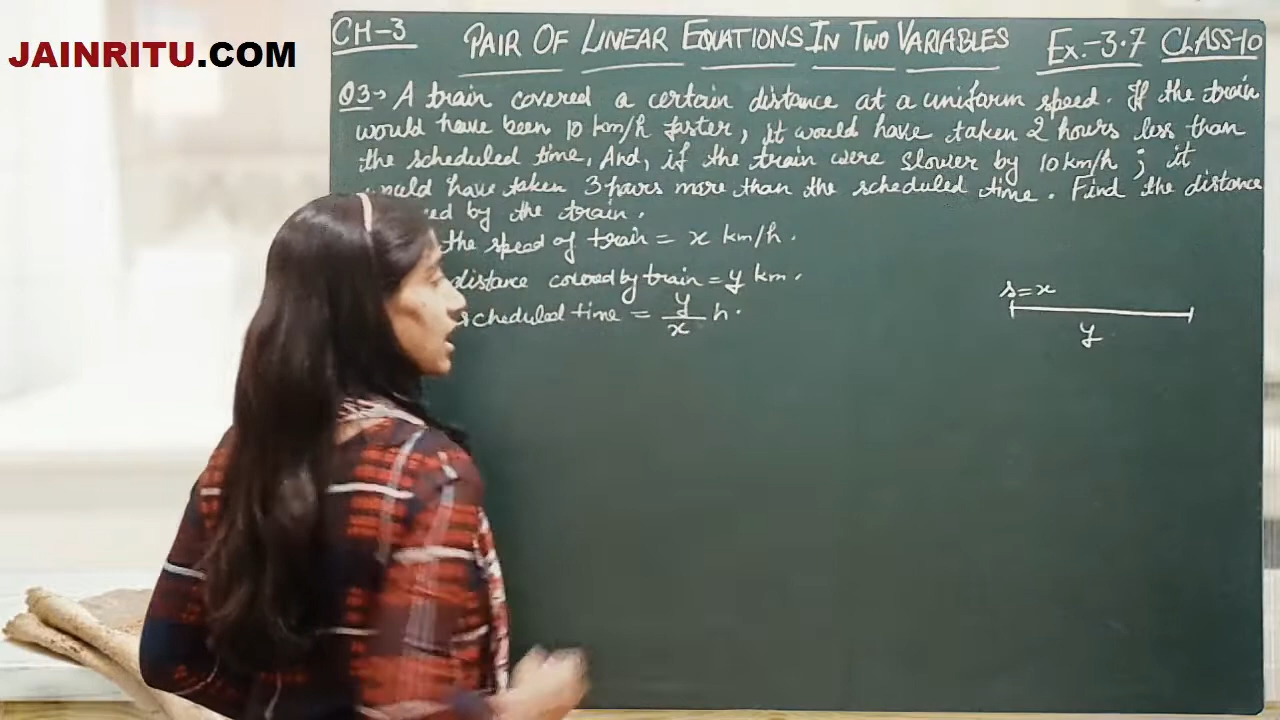 JAINRITU.COM
CH-3 PAIR OF LINEAR EQUATIONS IN TWO VARIABLES Ex.-3.7 CLASS-10
Q3→ A train covered a certain distance at a uniform speed. If the train
would have been 10 km/h faster, it would have taken 2 hours less than
the scheduled time, And, if the train were slower by 10 km/h ; it
would have taken 3 hours more than the scheduled time. Find the distance
ed by the train.
the speed of train = x km/h.
distance covered by train = y km.
scheduled time = y/x h.
s=x
y